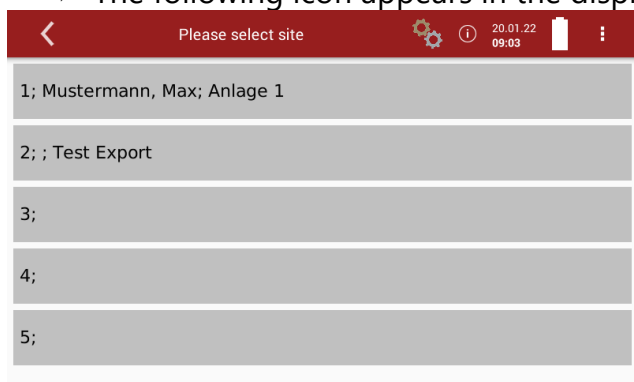 The following icon appears in the disp
Please select site
20.01.22
09:03
1; Mustermann, Max; Anlage 1
2; ; Test Export
3;
4;
5;